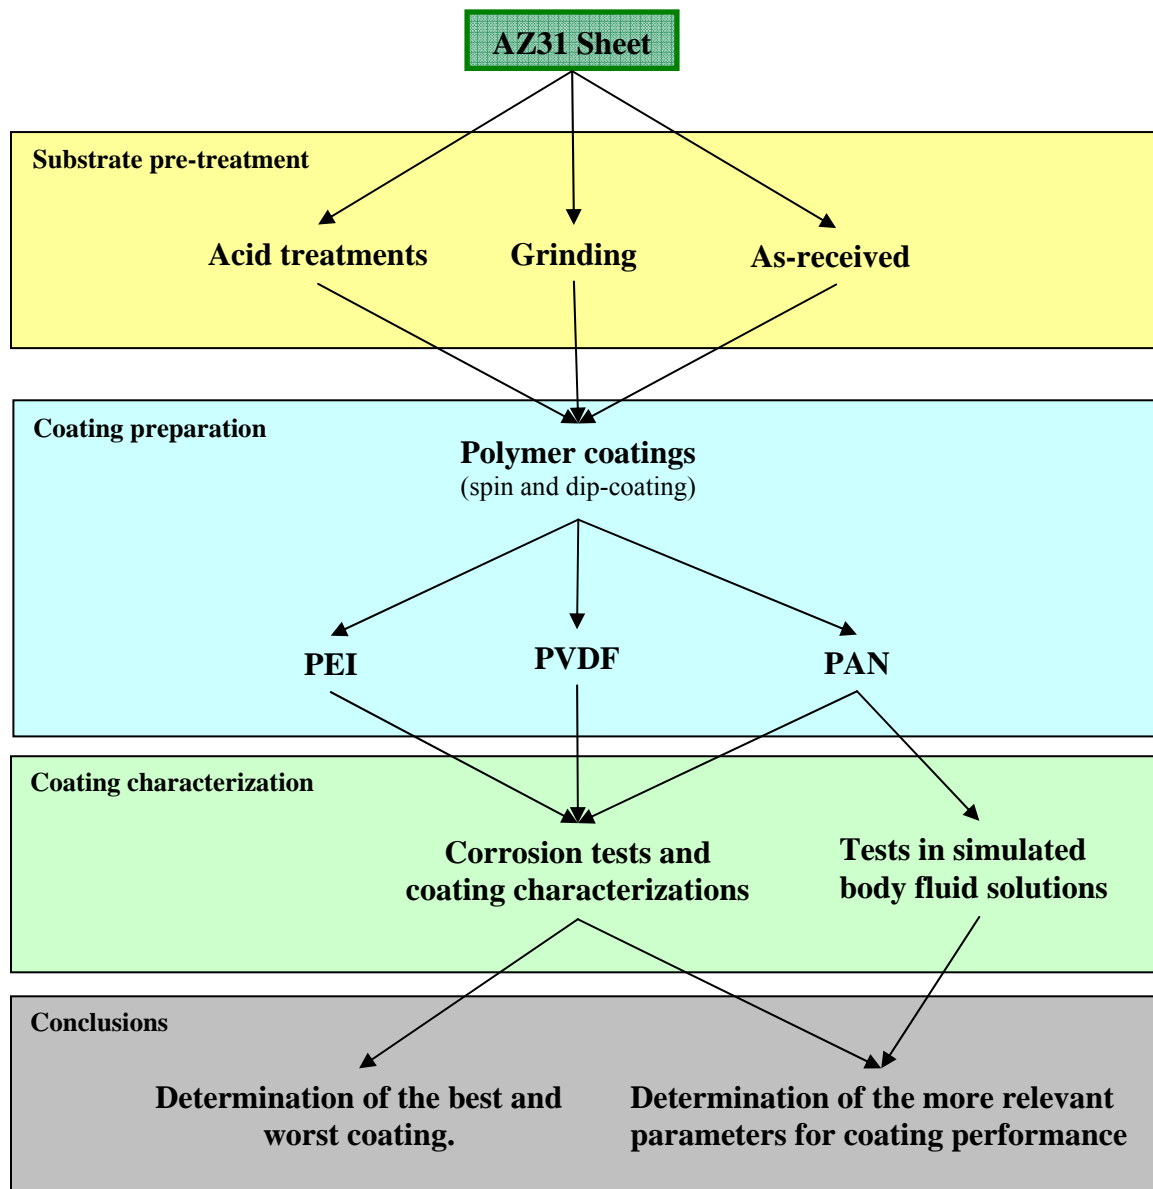 AZ31 Sheet
Substrate pre-treatment
Acid treatments
Grinding
As-received
Coating preparation
Polymer coatings
(spin and dip-coating)
PEI
PVDF
PAN
Coating characterization
Corrosion tests and
coating characterizations
Tests in simulated
body fluid solutions
Conclusions
Determination of the best and
worst coating.
Determination of the more relevant
parameters for coating performance